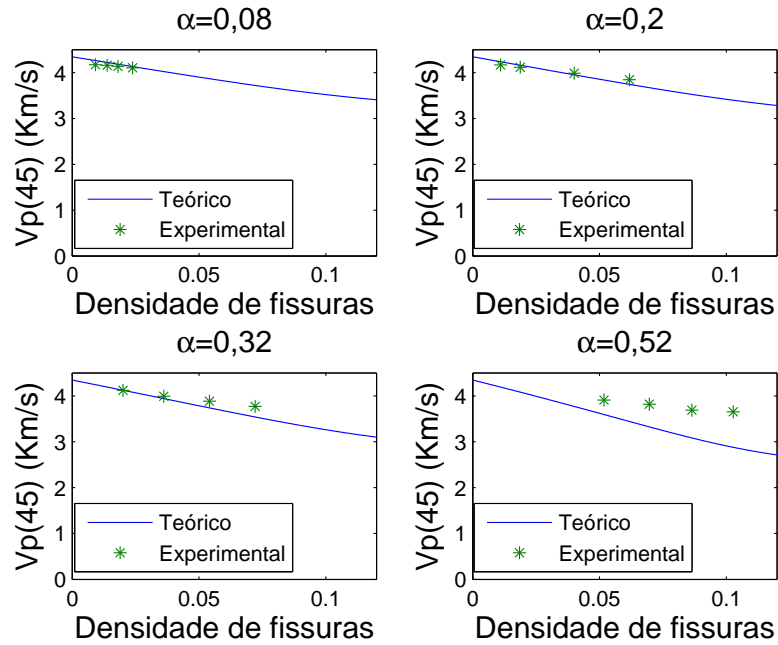 α=0,08
Vp(45) (Km/s)
4
3
2
1
0
Teórico
Experimental
0 0.05 0.1
Densidade de fissuras
α=0,2
Vp(45) (Km/s)
4
3
2
1
0
Teórico
Experimental
0 0.05 0.1
Densidade de fissuras
α=0,32
Vp(45) (Km/s)
4
3
2
1
0
Teórico
Experimental
0 0.05 0.1
Densidade de fissuras
α=0,52
Vp(45) (Km/s)
4
3
2
1
0
Teórico
Experimental
0 0.05 0.1
Densidade de fissuras